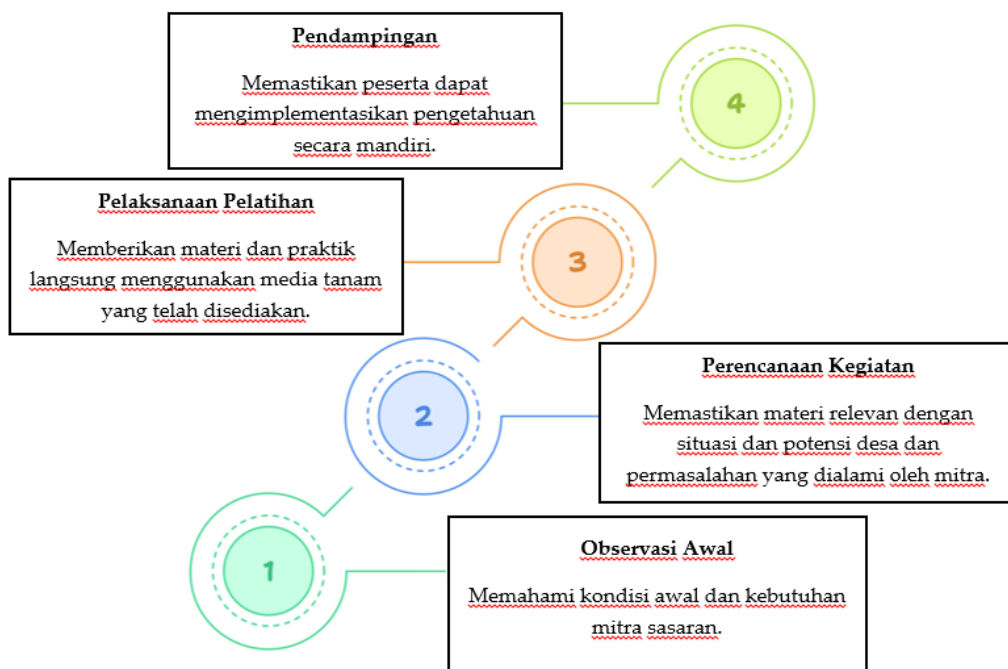 Pendampingan
Memastikan peserta dapat
mengimplementasikan pengetahuan
secara mandiri.
4
Pelaksanaan Pelatihan
Memberikan materi dan praktik
langsung menggunakan media tanam
yang telah disediakan.
3
Perencanaan Kegiatan
Memastikan materi relevan dengan
situasi dan potensi desa dan
permasalahan yang dialami oleh mitra.
2
Observasi Awal
Memahami kondisi awal dan kebutuhan
mitra sasaran.
1